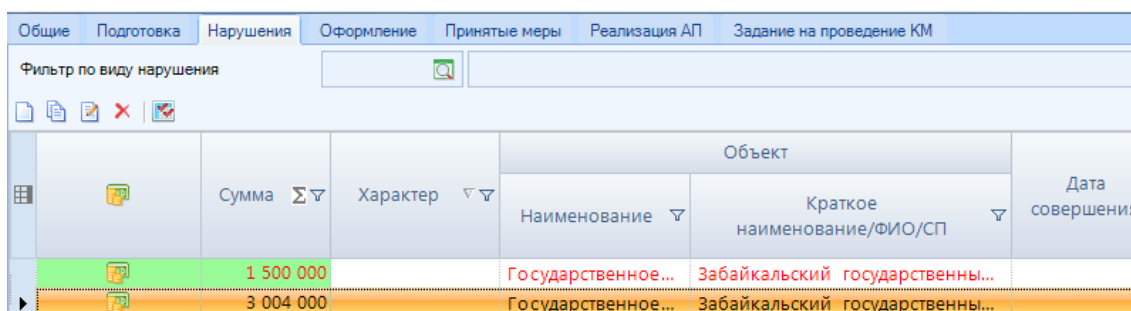 Общие Подготовка Нарушения Оформление Принятые меры Реализация АП Задание на проведение КМ
Фильтр по виду нарушения
Объект
Сумма Σ Характер Наименование Краткое наименование/ФИО/СП Дата совершения
1 500 000 Государственное... Забайкальский государственны...
3 004 000 Государственное... Забайкальский государственны...